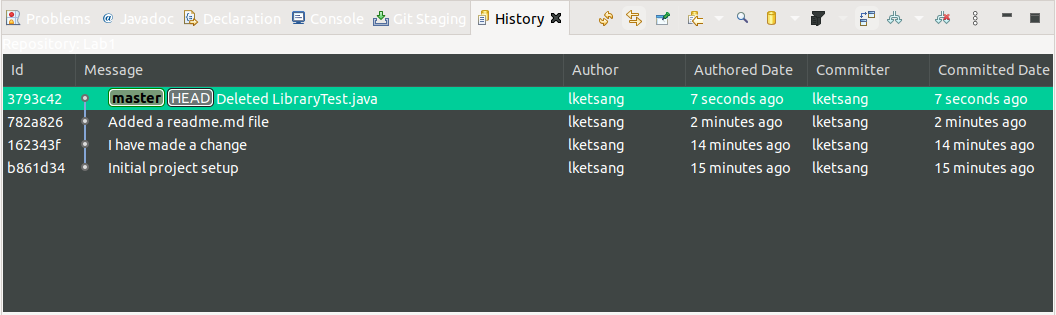 Problems @ Javadoc Declaration Console Git Staging History
Repository: Lab1
Id Message Author Authored Date Committer Committed Date
3793c42 master HEAD Deleted LibraryTest.java lketsang 7 seconds ago lketsang 7 seconds ago
782a826 Added a readme.md file lketsang 2 minutes ago lketsang 2 minutes ago
162343f I have made a change lketsang 14 minutes ago lketsang 14 minutes ago
b861d34 Initial project setup lketsang 15 minutes ago lketsang 15 minutes ago